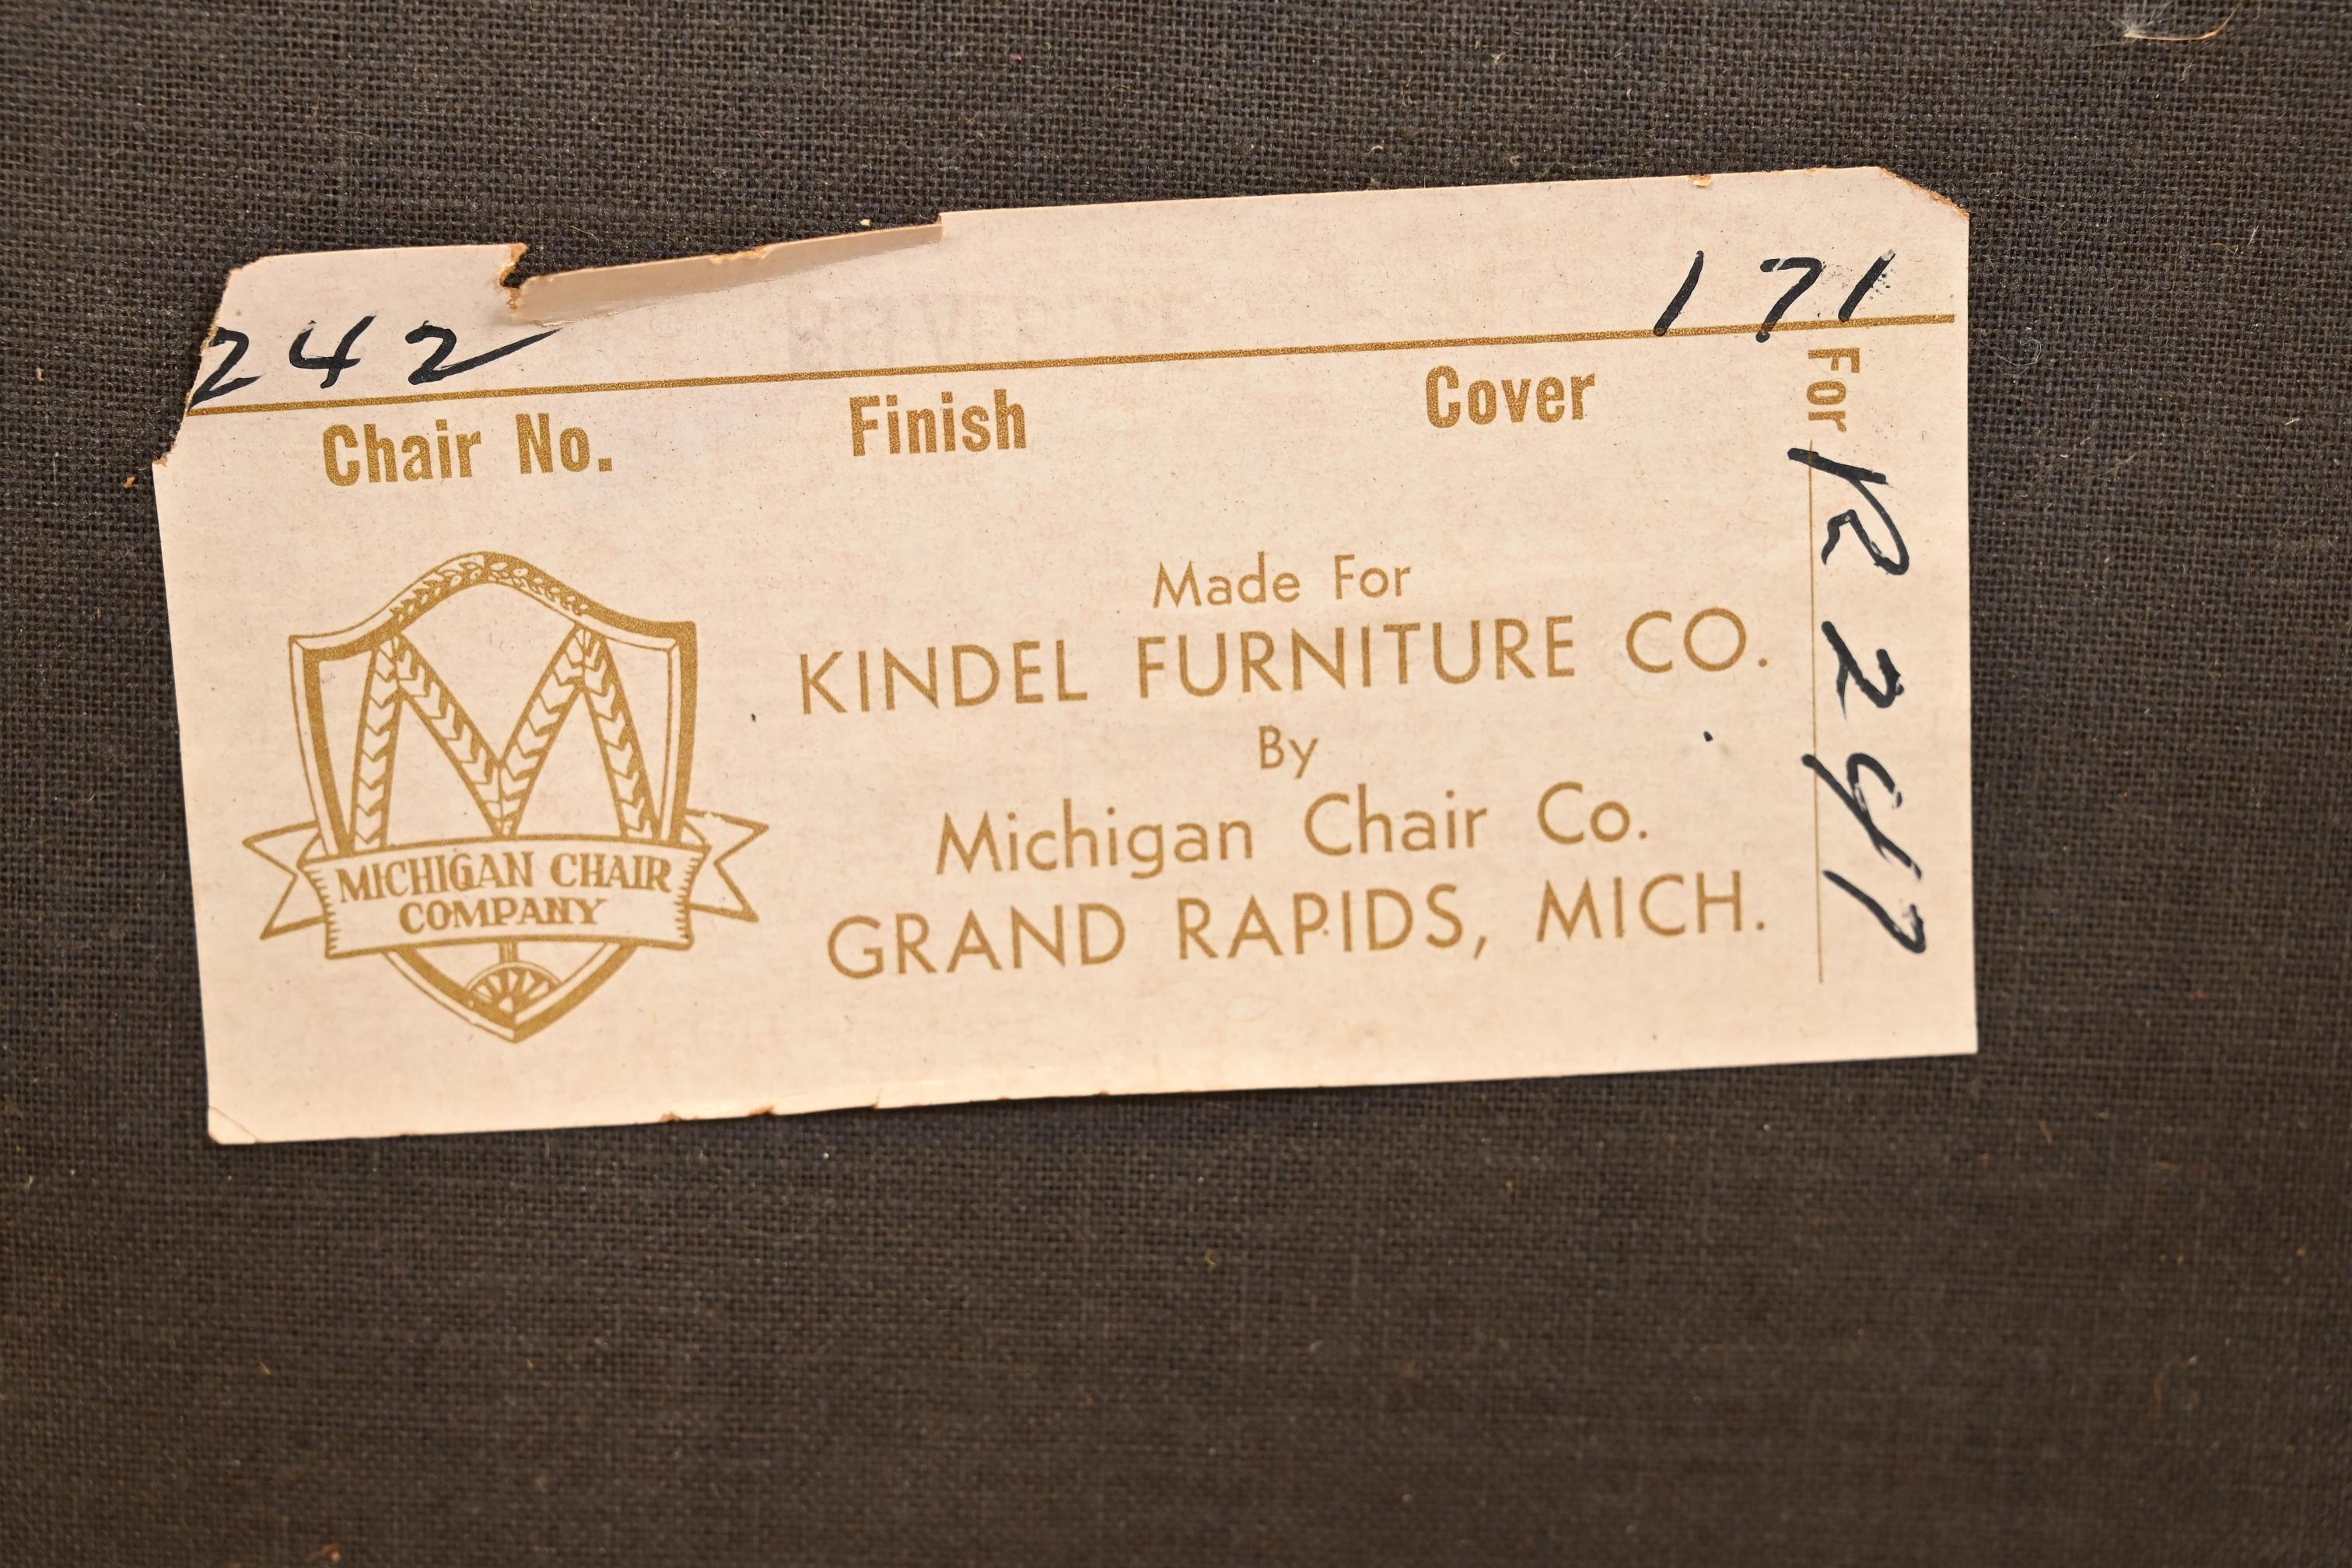 242 171
Chair No. Finish Cover
For R2947
Made For
KINDEL FURNITURE CO.
By
Michigan Chair Co.
GRAND RAPIDS, MICH.
MICHIGAN CHAIR
COMPANY